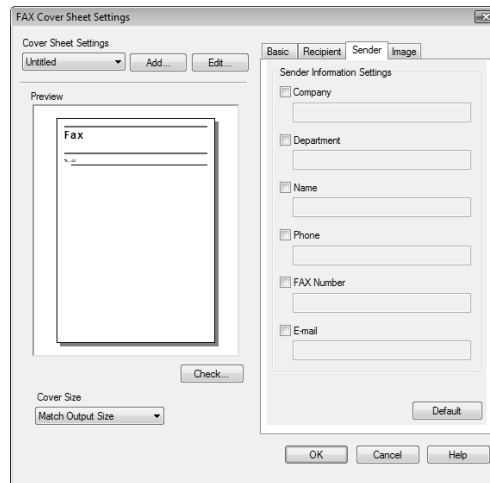 FAX Cover Sheet Settings
Cover Sheet Settings
Untitled Add... Edit...
Preview
Fax
Check...
Cover Size
Match Output Size
Basic Recipient Sender Image
Sender Information Settings
Company
Department
Name
Phone
FAX Number
E-mail
Default
OK Cancel Help